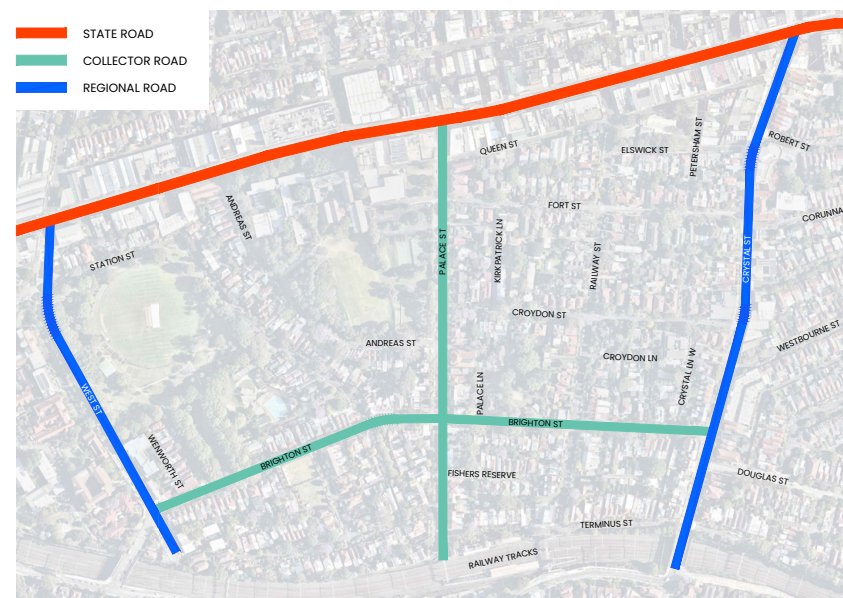 STATE ROAD
COLLECTOR ROAD
REGIONAL ROAD
QUEEN ST
ELSWICK ST
PETERSHAM ST
ROBERT ST
ANDREAS ST
FORT ST
CORUNNA
STATION ST
PALACE ST
KIRKPATRICK LN
RAILWAY ST
CRYSTAL ST
CROYDON ST
ANDREAS ST
CROYDON LN
WESTBOURNE ST
WEST ST
PALACE LN
CRYSTAL LN W
BRIGHTON ST
WENWORTH ST
BRIGHTON ST
FISHERS RESERVE
DOUGLAS ST
TERMINUS ST
RAILWAY TRACKS